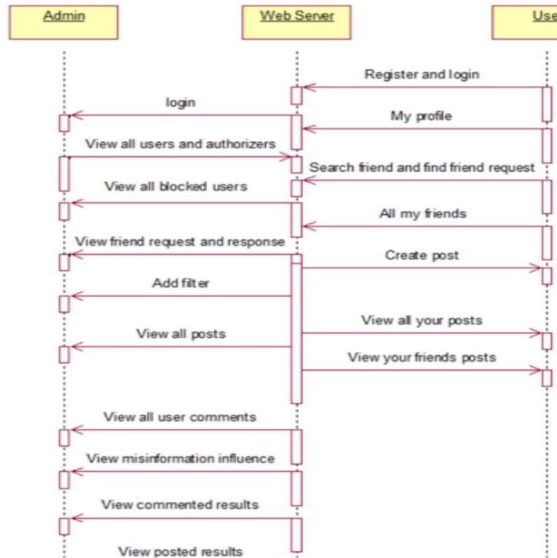 Admin
Web Server
Use
Register and login
login
My profile
View all users and authorizers
Search friend and find friend request
View all blocked users
All my friends
View friend request and response
Create post
Add filter
View all your posts
View all posts
View your friends posts
View all user comments
View misinformation influence
View commented results
View posted results